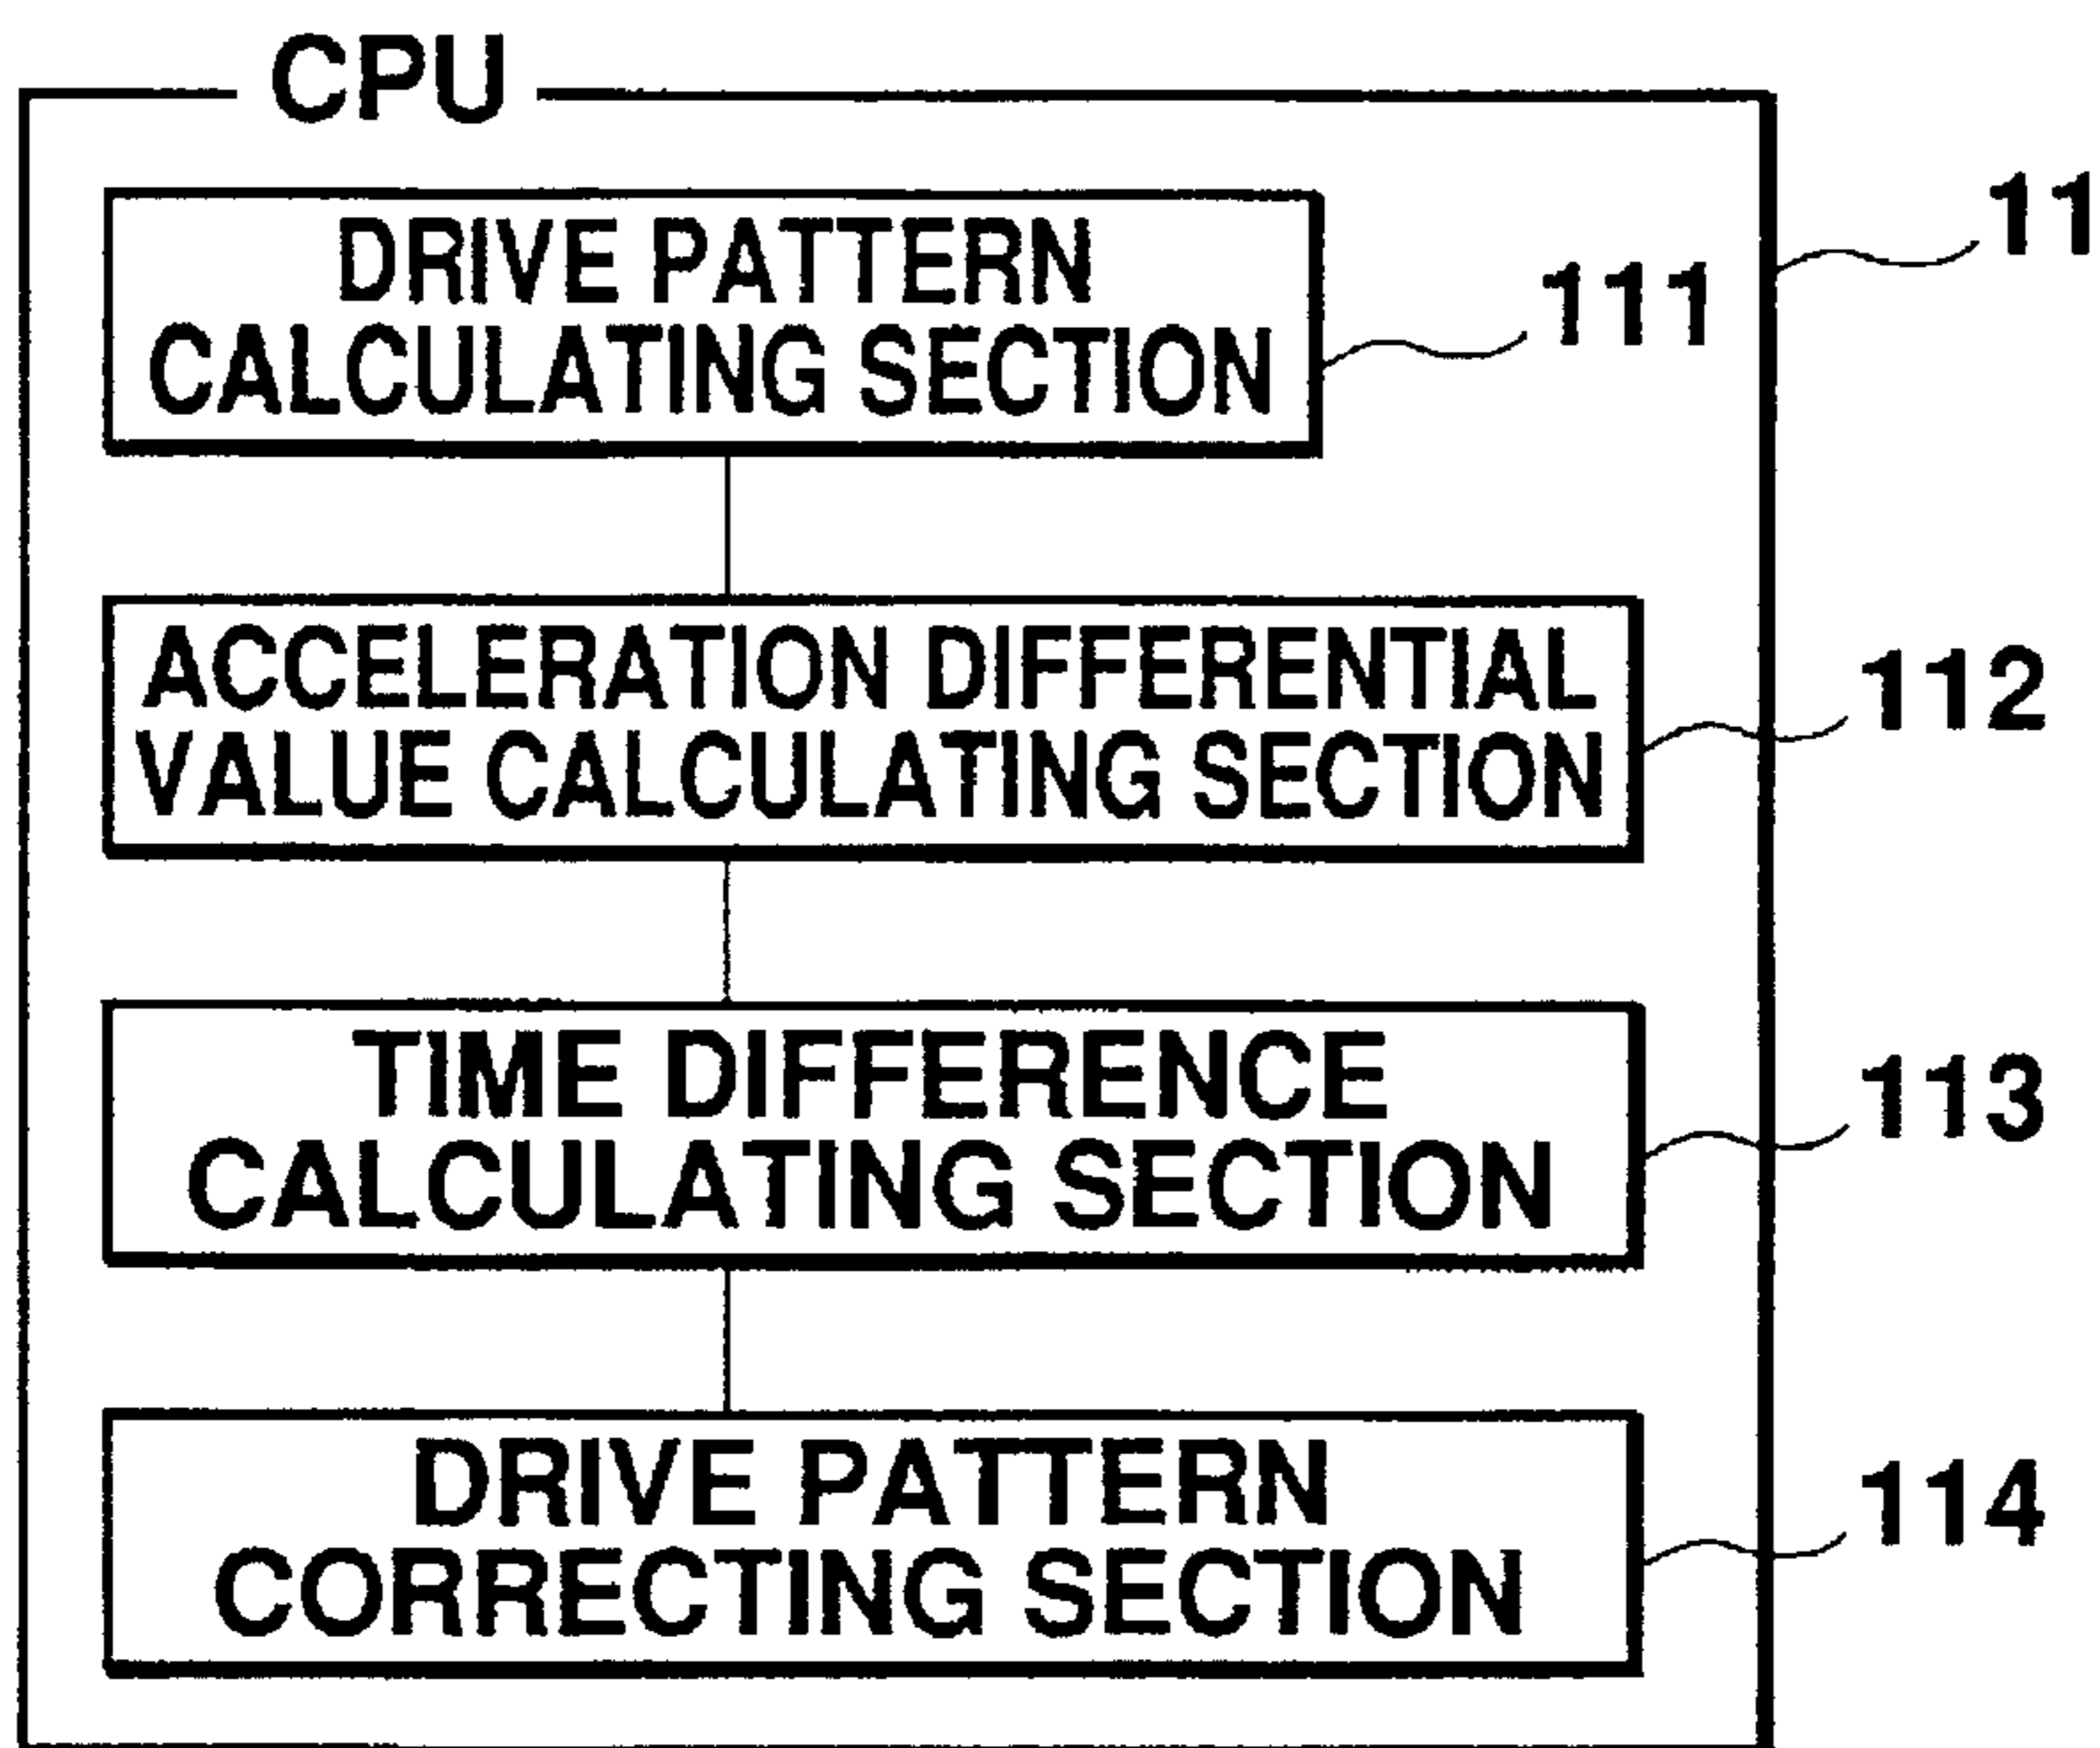 CPU
11
DRIVE PATTERN
CALCULATING SECTION
111
ACCELERATION DIFFERENTIAL
VALUE CALCULATING SECTION
112
TIME DIFFERENCE
CALCULATING SECTION
113
DRIVE PATTERN
CORRECTING SECTION
114